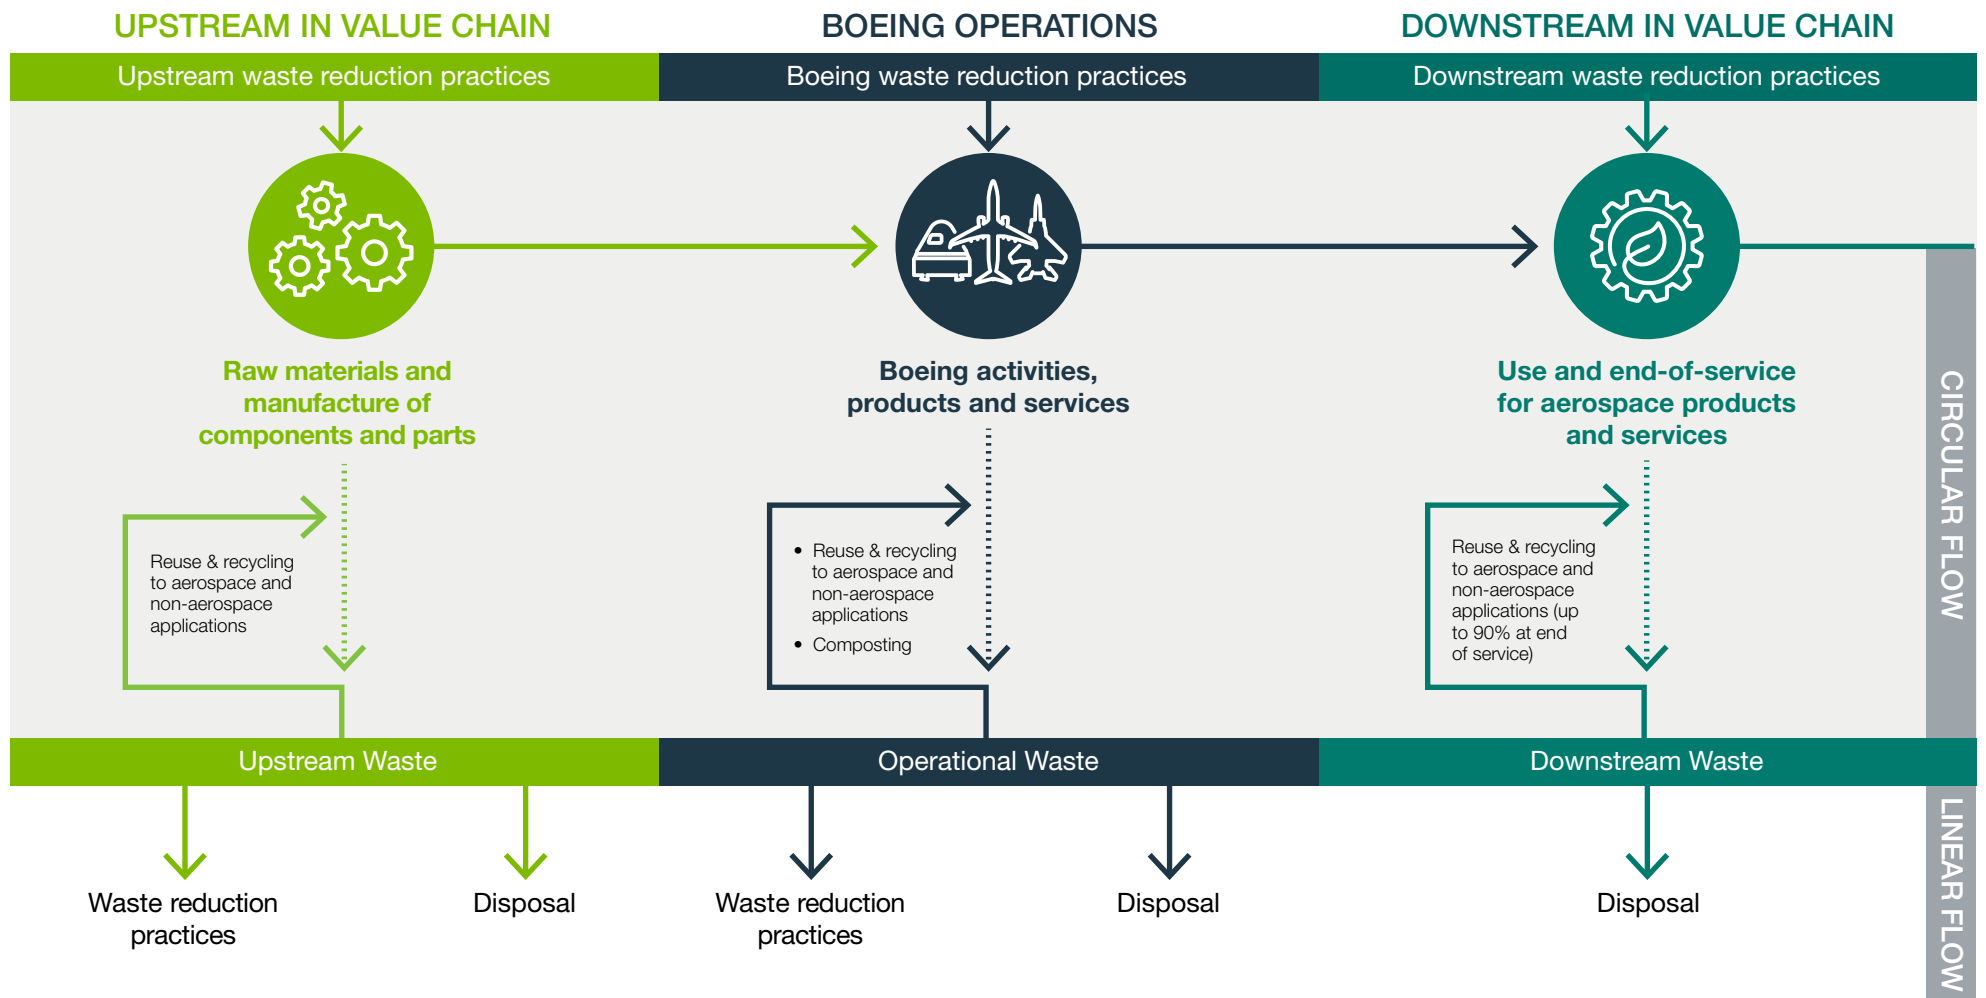 UPSTREAM IN VALUE CHAIN
BOEING OPERATIONS
DOWNSTREAM IN VALUE CHAIN
Upstream waste reduction practices
Boeing waste reduction practices
Downstream waste reduction practices
Raw materials and
manufacture of
components and parts
Boeing activities,
products and services
Use and end-of-service
for aerospace products
and services
Reuse & recycling
to aerospace and
non-aerospace
applications
• Reuse & recycling
to aerospace and
non-aerospace
applications
• Composting
Reuse & recycling
to aerospace and
non-aerospace
applications (up
to 90% at end
of service)
CIRCULAR FLOW
Upstream Waste
Operational Waste
Downstream Waste
Waste reduction
practices
Disposal
Waste reduction
practices
Disposal
Disposal
LINEAR FLOW